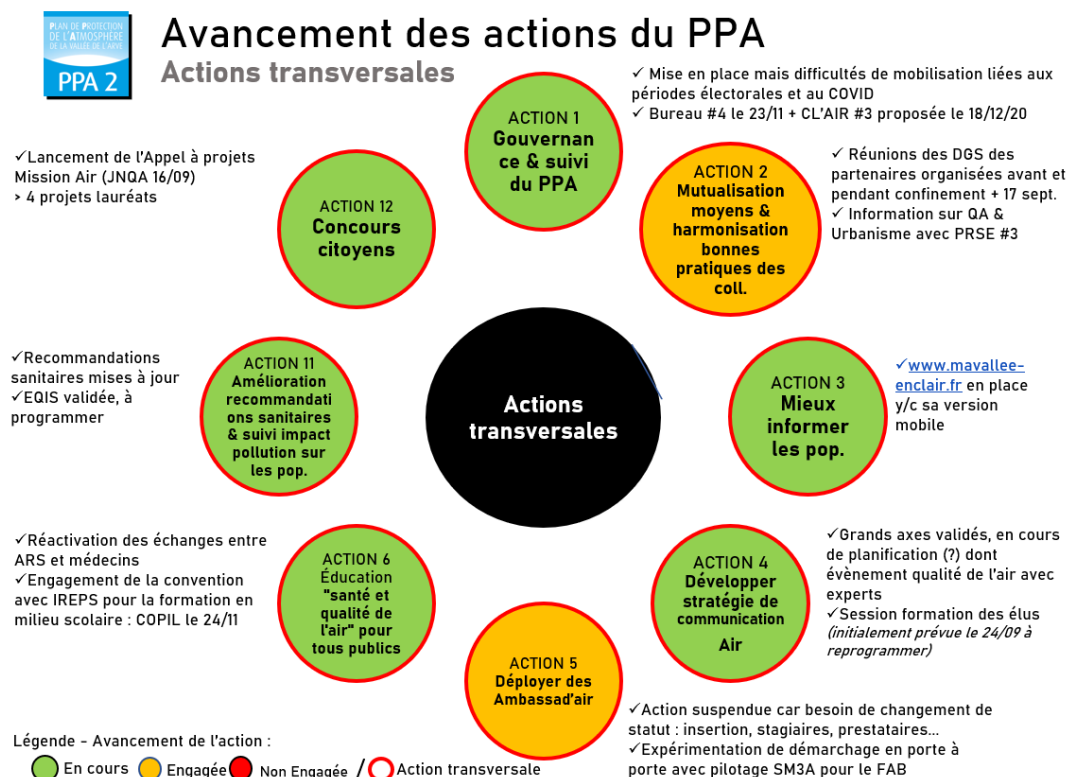 PLAN DE PROTECTION
DE L'ATMOSPHÈRE
DE LA VALLÉE DE L'ARVE
PPA 2
Avancement des actions du PPA
Actions transversales
ACTION 1
Gouvernan
ce & suivi
du PPA
✓ Mise en place mais difficultés de mobilisation liées aux
périodes électorales et au COVID
✓ Bureau #4 le 23/11 + CL'AIR #3 proposée le 18/12/20
ACTION 2
Mutualisation
moyens &
harmonisation
bonnes
pratiques des
coll.
✓ Réunions des DGS des
partenaires organisées avant et
pendant confinement + 17 sept.
✓ Information sur QA &
Urbanisme avec PRSE #3
✓Lancement de l'Appel à projets
Mission Air (JNQA 16/09)
> 4 projets lauréats
ACTION 12
Concours
citoyens
✓Recommandations
sanitaires mises à jour
✓EQIS validée, à
programmer
ACTION 11
Amélioration
recommandati
ons sanitaires
& suivi impact
pollution sur
les pop.
Actions
transversales
ACTION 3
Mieux
informer
les pop.
✓www.mavallee-
enclair.fr en place
y/c sa version
mobile
✓Réactivation des échanges entre
ARS et médecins
✓Engagement de la convention
avec IREPS pour la formation en
milieu scolaire : COPIL le 24/11
ACTION 6
Éducation
"santé et
qualité de
l'air" pour
tous publics
ACTION 4
Développer
stratégie de
communication
Air
✓Grands axes validés, en cours
de planification (?) dont
évènement qualité de l'air avec
experts
✓Session formation des élus
(initialement prévue le 24/09 à
reprogrammer)
ACTION 5
Déployer des
Ambassad'air
✓Action suspendue car besoin de changement de
statut : insertion, stagiaires, prestataires...
✓Expérimentation de démarchage en porte à
porte avec pilotage SM3A pour le FAB
Légende - Avancement de l'action :
En cours Engagée Non Engagée / Action transversale